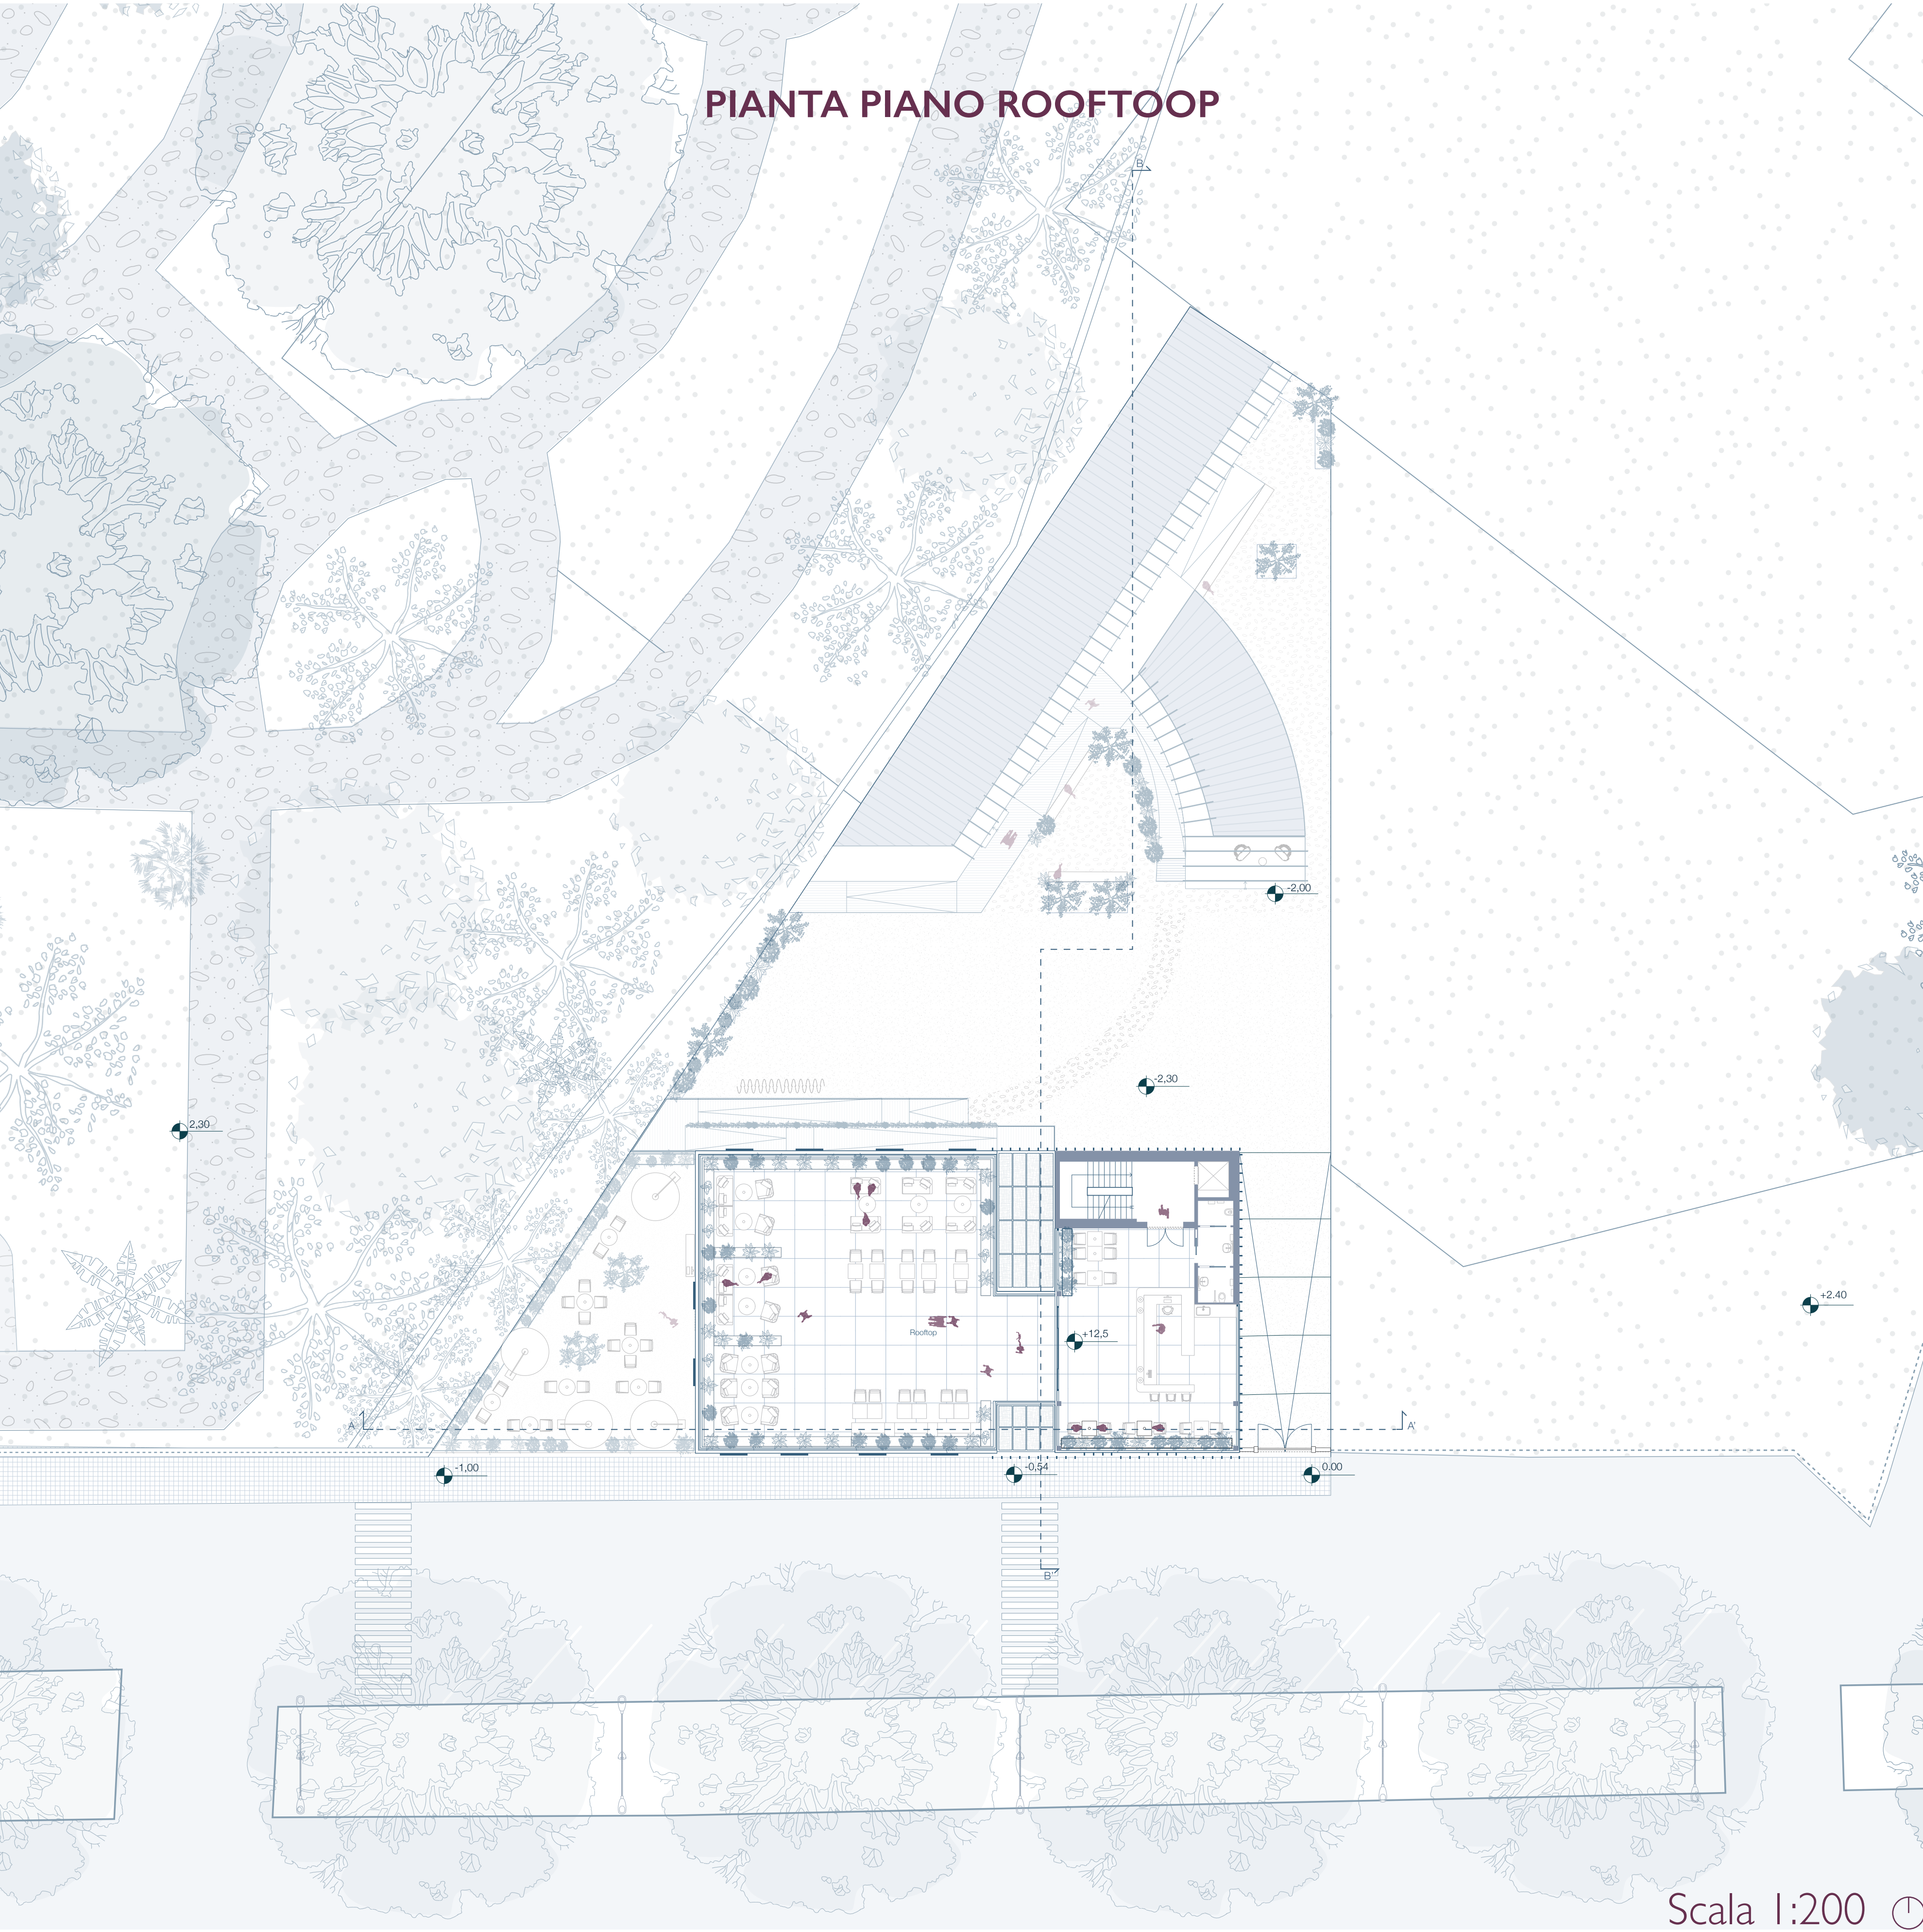 PIANTA PIANO ROOFTOOP
B
-2,00
-2,30
2,30
+2.40
Rooftop
+12,5
A
A'
-1,00
-0,54
0.00
B'
Scala 1:200